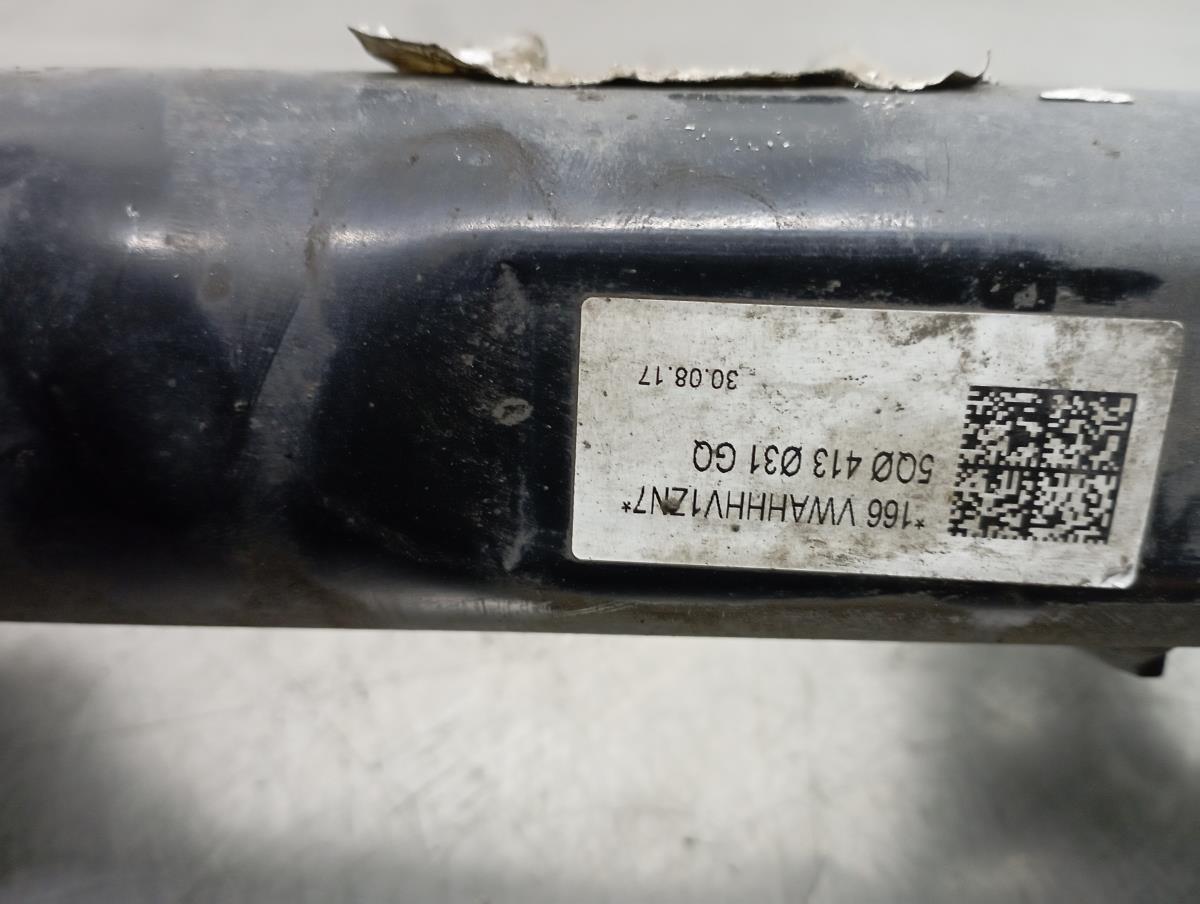 *166 VWAHHHV1ZN7*
5QØ 413 Ø31 GQ
30.08.17